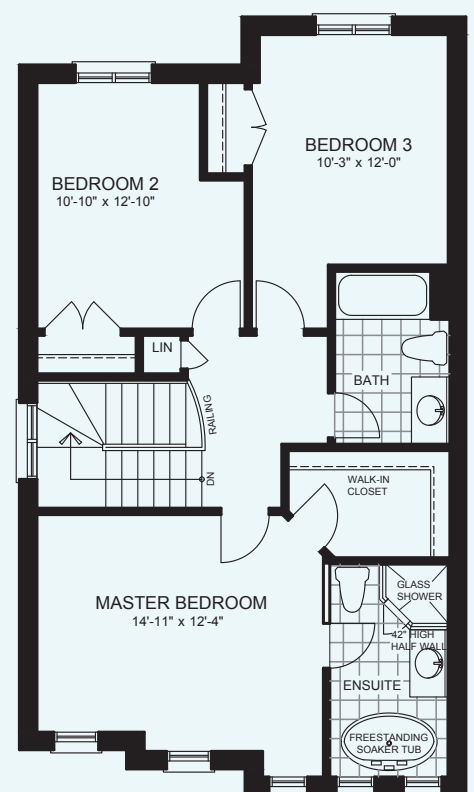 BEDROOM 3
10'-3" x 12'-0"
BEDROOM 2
10'-10" x 12'-10"
LIN
BATH
RAILING
DN
WALK-IN
CLOSET
GLASS
SHOWER
MASTER BEDROOM
14'-11" x 12'-4"
42" HIGH
HALF WALL
ENSUITE
FREESTANDING
SOAKER TUB